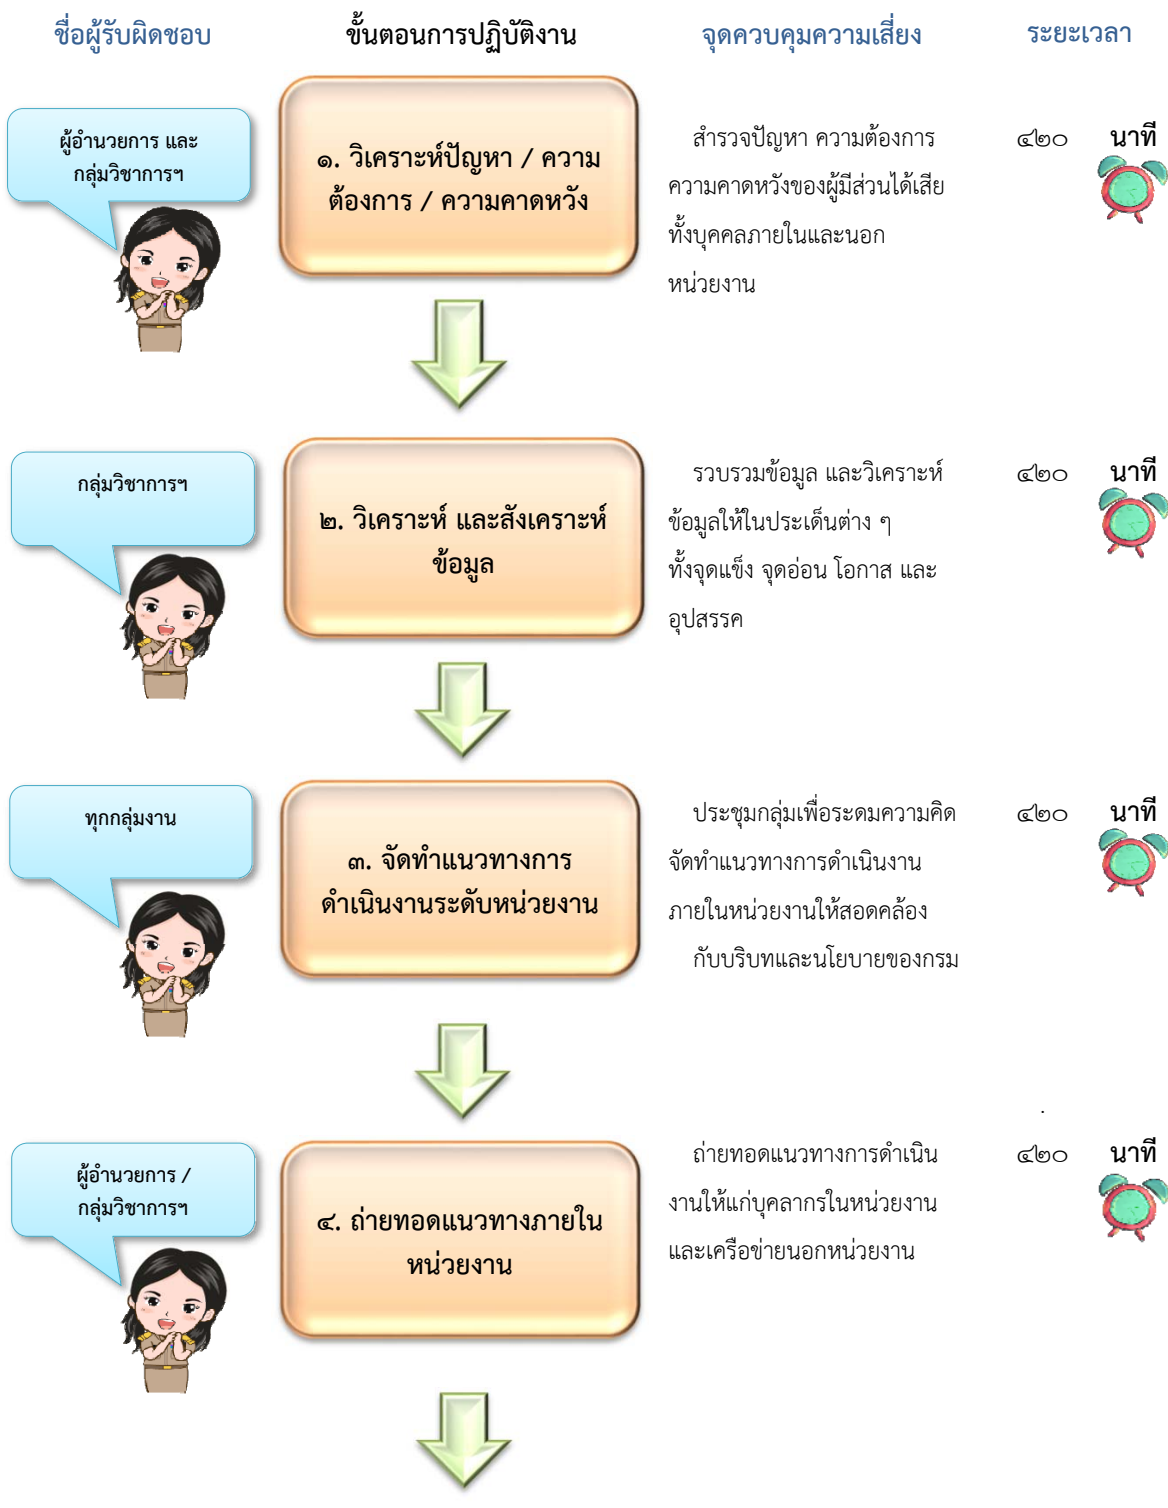 ชื่อผู้รับผิดชอบ ขั้นตอนการปฏิบัติงาน จุดควบคุมความเสี่ยง ระยะเวลา
ผู้อำนวยการ และ
กลุ่มวิชาการฯ
๑. วิเคราะห์ปัญหา / ความ
ต้องการ / ความคาดหวัง
สำรวจปัญหา ความต้องการ
ความคาดหวังของผู้มีส่วนได้เสีย
ทั้งบุคคลภายในและนอก
หน่วยงาน
๔๒๐ นาที
กลุ่มวิชาการฯ
๒. วิเคราะห์ และสังเคราะห์
ข้อมูล
รวบรวมข้อมูล และวิเคราะห์
ข้อมูลให้ในประเด็นต่าง ๆ
ทั้งจุดแข็ง จุดอ่อน โอกาส และ
อุปสรรค
๔๒๐ นาที
ทุกกลุ่มงาน
๓. จัดทำแนวทางการ
ดำเนินงานระดับหน่วยงาน
ประชุมกลุ่มเพื่อระดมความคิด
จัดทำแนวทางการดำเนินงาน
ภายในหน่วยงานให้สอดคล้อง
กับบริบทและนโยบายของกรม
๔๒๐ นาที
.
ผู้อำนวยการ /
กลุ่มวิชาการฯ
๔. ถ่ายทอดแนวทางภายใน
หน่วยงาน
ถ่ายทอดแนวทางการดำเนิน
งานให้แก่บุคลากรในหน่วยงาน
และเครือข่ายนอกหน่วยงาน
๔๒๐ นาที